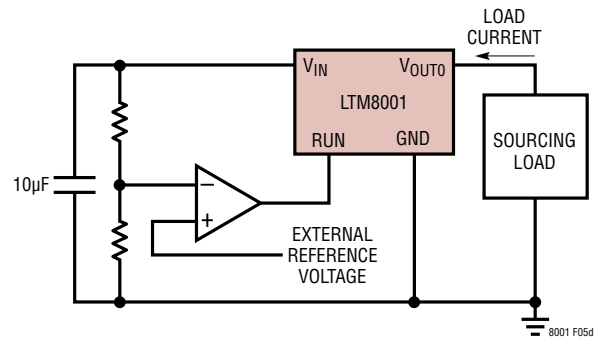 LOAD
CURRENT
VIN
VOUT0
LTM8001
RUN
GND
SOURCING
LOAD
10µF
−
+
EXTERNAL
REFERENCE
VOLTAGE
8001 F05d